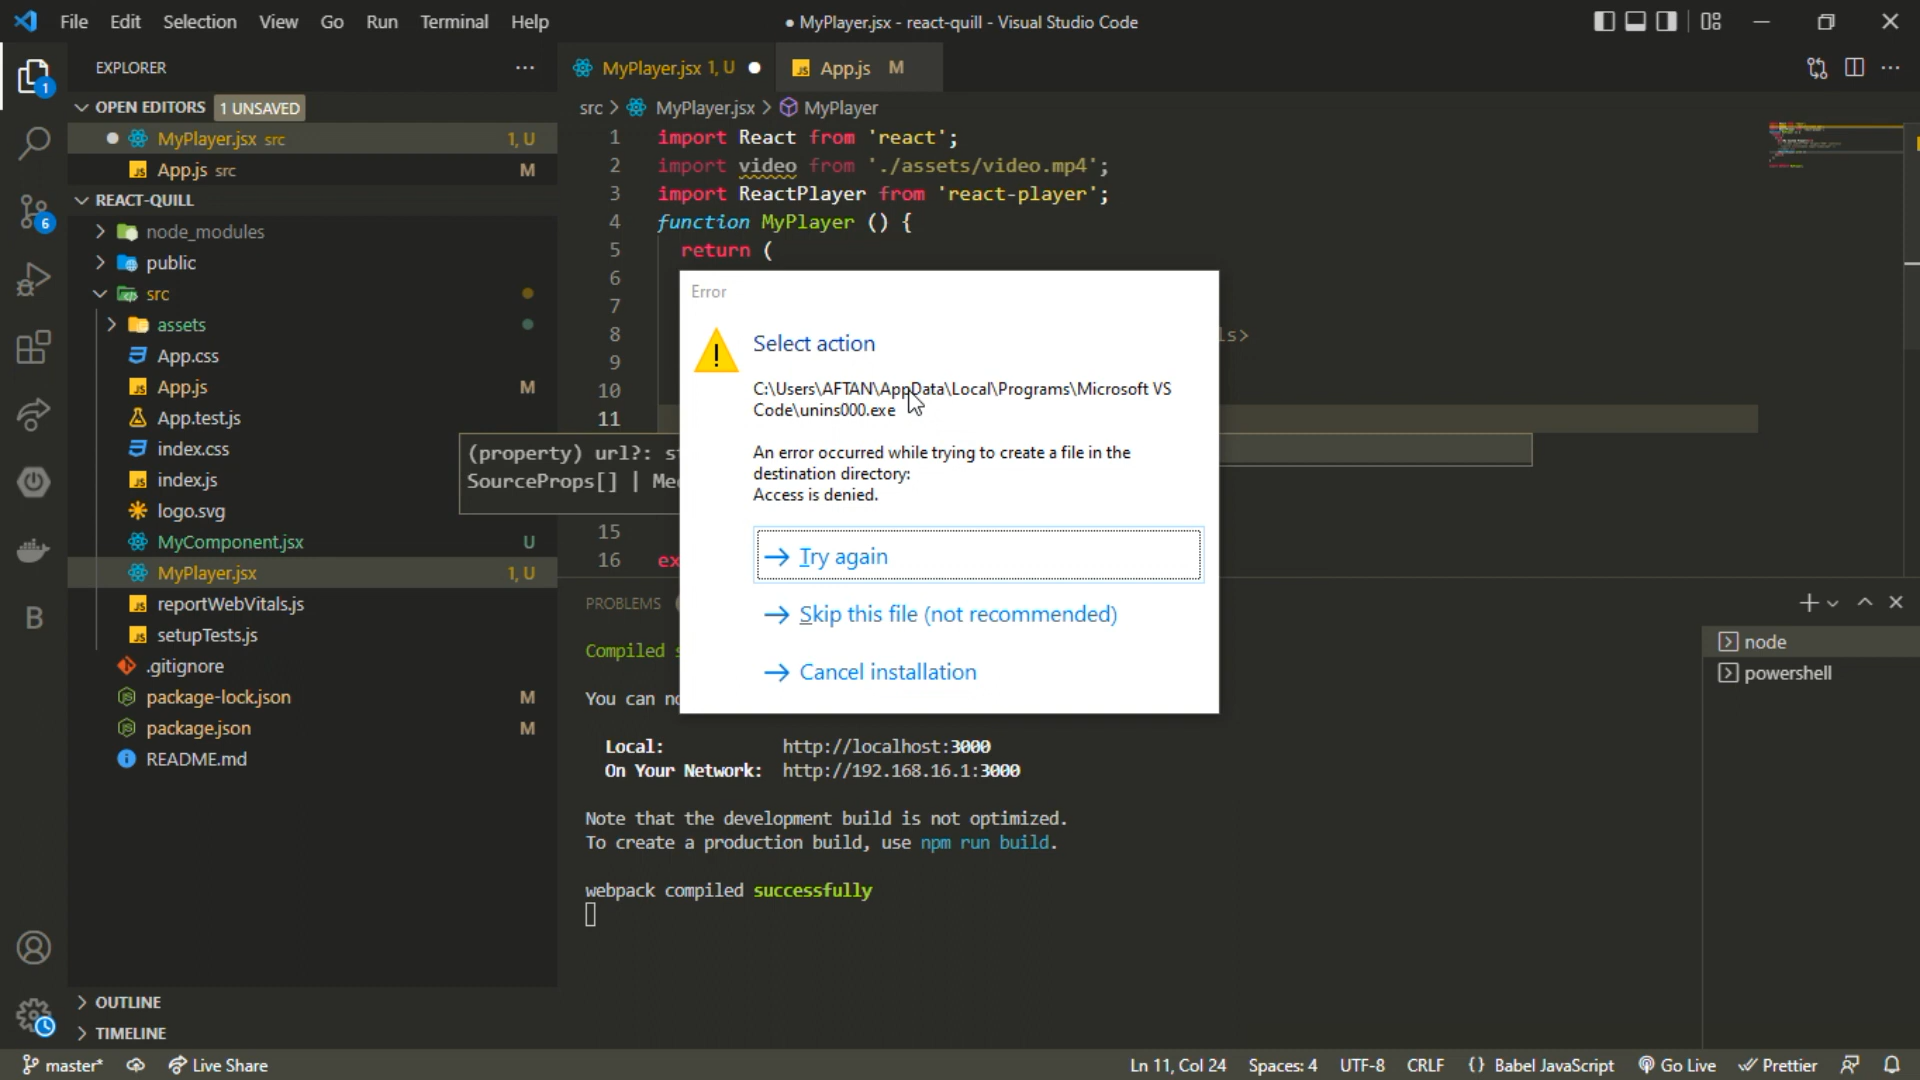 File Edit Selection View Go Run Terminal Help
● MyPlayer.jsx - react-quill - Visual Studio Code
EXPLORER
OPEN EDITORS 1 UNSAVED
MyPlayer.jsx src 1, U
App.js src M
REACT-QUILL
node_modules
public
src
assets
App.css
App.js M
App.test.js
index.css
index.js
logo.svg
MyComponent.jsx U
MyPlayer.jsx 1, U
reportWebVitals.js
setupTests.js
.gitignore
package-lock.json M
package.json M
README.md
OUTLINE
TIMELINE
1
6
B
MyPlayer.jsx 1, U ●
App.js M
src > MyPlayer.jsx > MyPlayer
1 import React from 'react';
2 import video from './assets/video.mp4';
3 import ReactPlayer from 'react-player';
4 function MyPlayer () {
5 return (
6
7
8 ls>
9
10
11
(property) url?: st
SourceProps[] | Me
15
16 ex
Error
Select action
C:\Users\AFTAN\AppData\Local\Programs\Microsoft VS
Code\unins000.exe
An error occurred while trying to create a file in the
destination directory:
Access is denied.
Try again
Skip this file (not recommended)
Cancel installation
PROBLEMS
Compiled s
You can no
Local: http://localhost:3000
On Your Network: http://192.168.16.1:3000
Note that the development build is not optimized.
To create a production build, use npm run build.
webpack compiled successfully
node
powershell
master* Live Share
Ln 11, Col 24 Spaces: 4 UTF-8 CRLF {} Babel JavaScript Go Live Prettier